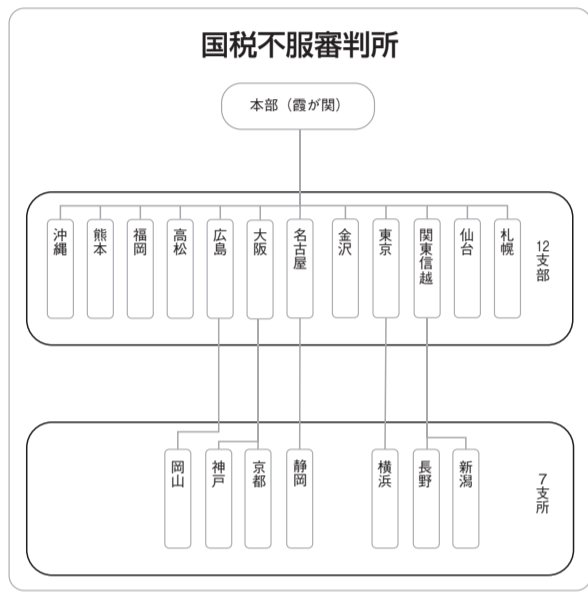 国税不服審判所
本部（霞が関）
12支部
札幌
仙台
関東信越
東京
金沢
名古屋
大阪
広島
高松
福岡
熊本
沖縄
7支所
新潟
長野
横浜
静岡
京都
神戸
岡山